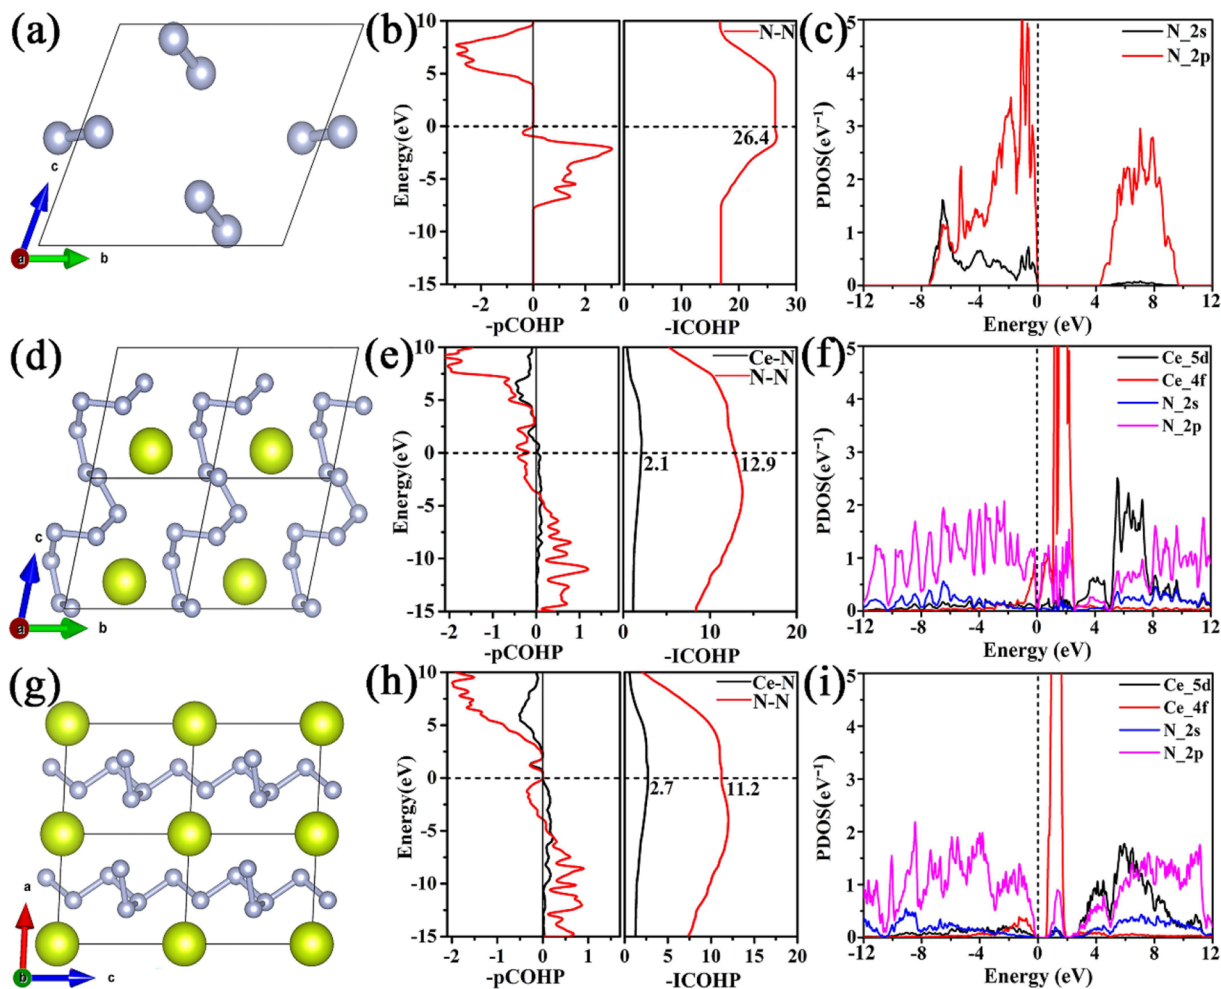 (a)
c
a
b
(b)
N-N
10
5
0
-5
-10
-15
Energy(eV)
26.4
-2 0 2
0 10 20 30
-pCOHP
-ICOHP
(c)
N_2s
N_2p
5
4
3
2
1
0
PDOS(eV⁻¹)
-12 -8 -4 0 4 8 12
Energy (eV)
(d)
c
a
b
(e)
Ce-N
N-N
10
5
0
-5
-10
-15
Energy(eV)
2.1
12.9
-2 -1 0 1
0 10 20
-pCOHP
-ICOHP
(f)
Ce_5d
Ce_4f
N_2s
N_2p
5
4
3
2
1
0
PDOS(eV⁻¹)
-12 -8 -4 0 4 8 12
Energy (eV)
(g)
a
b
c
(h)
Ce-N
N-N
10
5
0
-5
-10
-15
Energy(eV)
2.7
11.2
-2 -1 0 1
0 5 10 15 20
-pCOHP
-ICOHP
(i)
Ce_5d
Ce_4f
N_2s
N_2p
5
4
3
2
1
0
PDOS(eV⁻¹)
-12 -8 -4 0 4 8 12
Energy (eV)